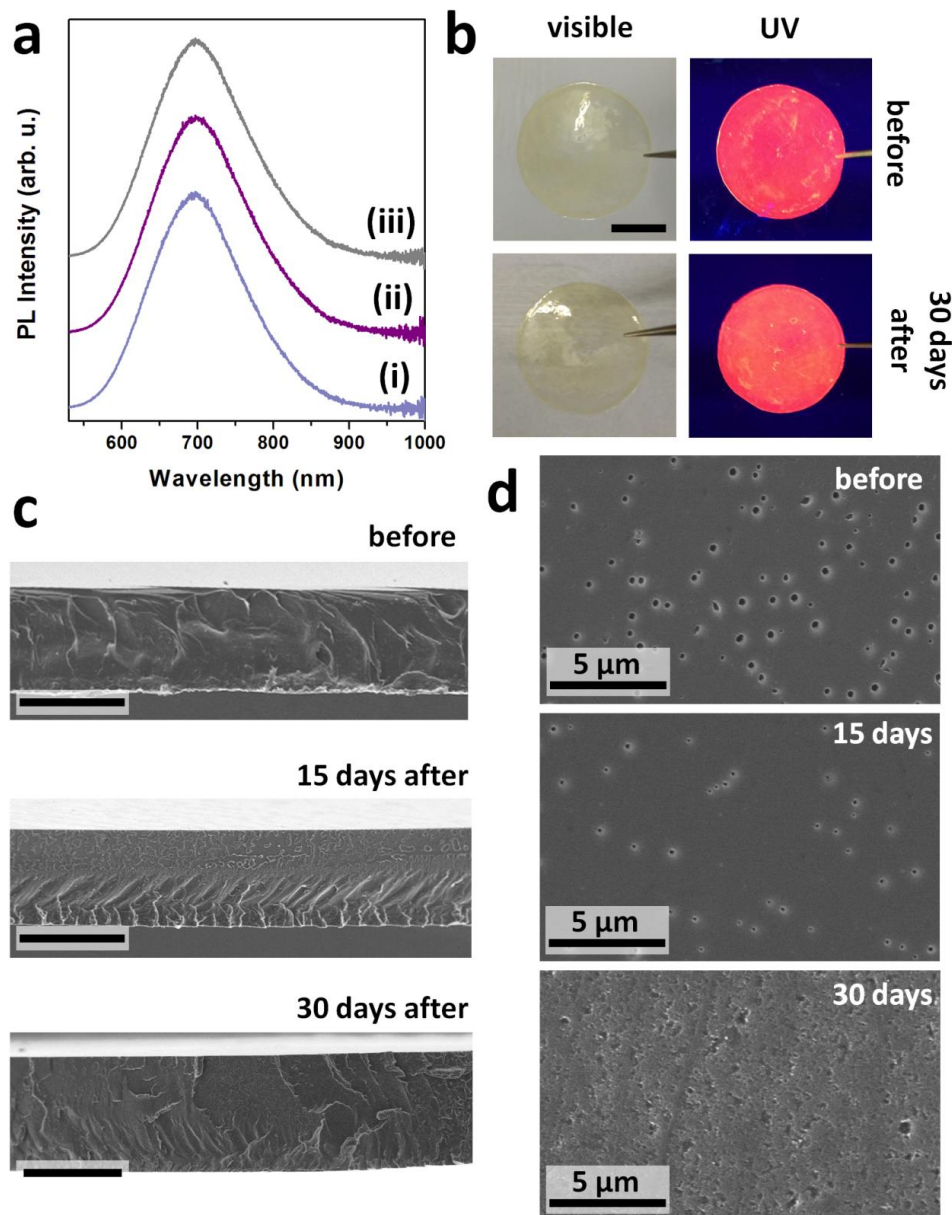 a
PL Intensity (arb. u.)
(iii)
(ii)
(i)
600 700 800 900 1000
Wavelength (nm)
b
visible UV
before
30 days
after
c
before
15 days after
30 days after
d
before
5 µm
15 days
5 µm
30 days
5 µm